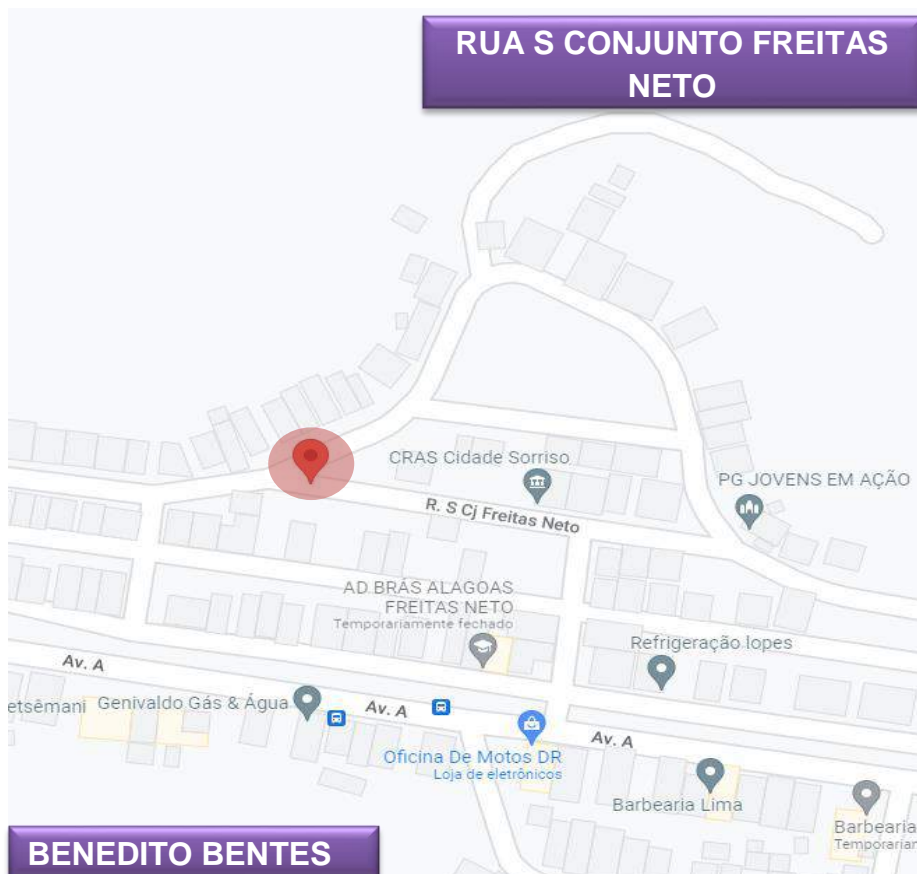 RUA S CONJUNTO FREITAS
NETO
CRAS Cidade Sorriso
PG JOVENS EM AÇÃO
R. S Cj Freitas Neto
AD BRÁS ALAGOAS
FREITAS NETO
Temporariamente fechado
Refrigeração lopes
Av. A
etsêmani
Genivaldo Gás & Água
Av. A
Av. A
Oficina De Motos DR
Loja de eletrônicos
Barbearia Lima
Barbearia
Temporariar
BENEDITO BENTES